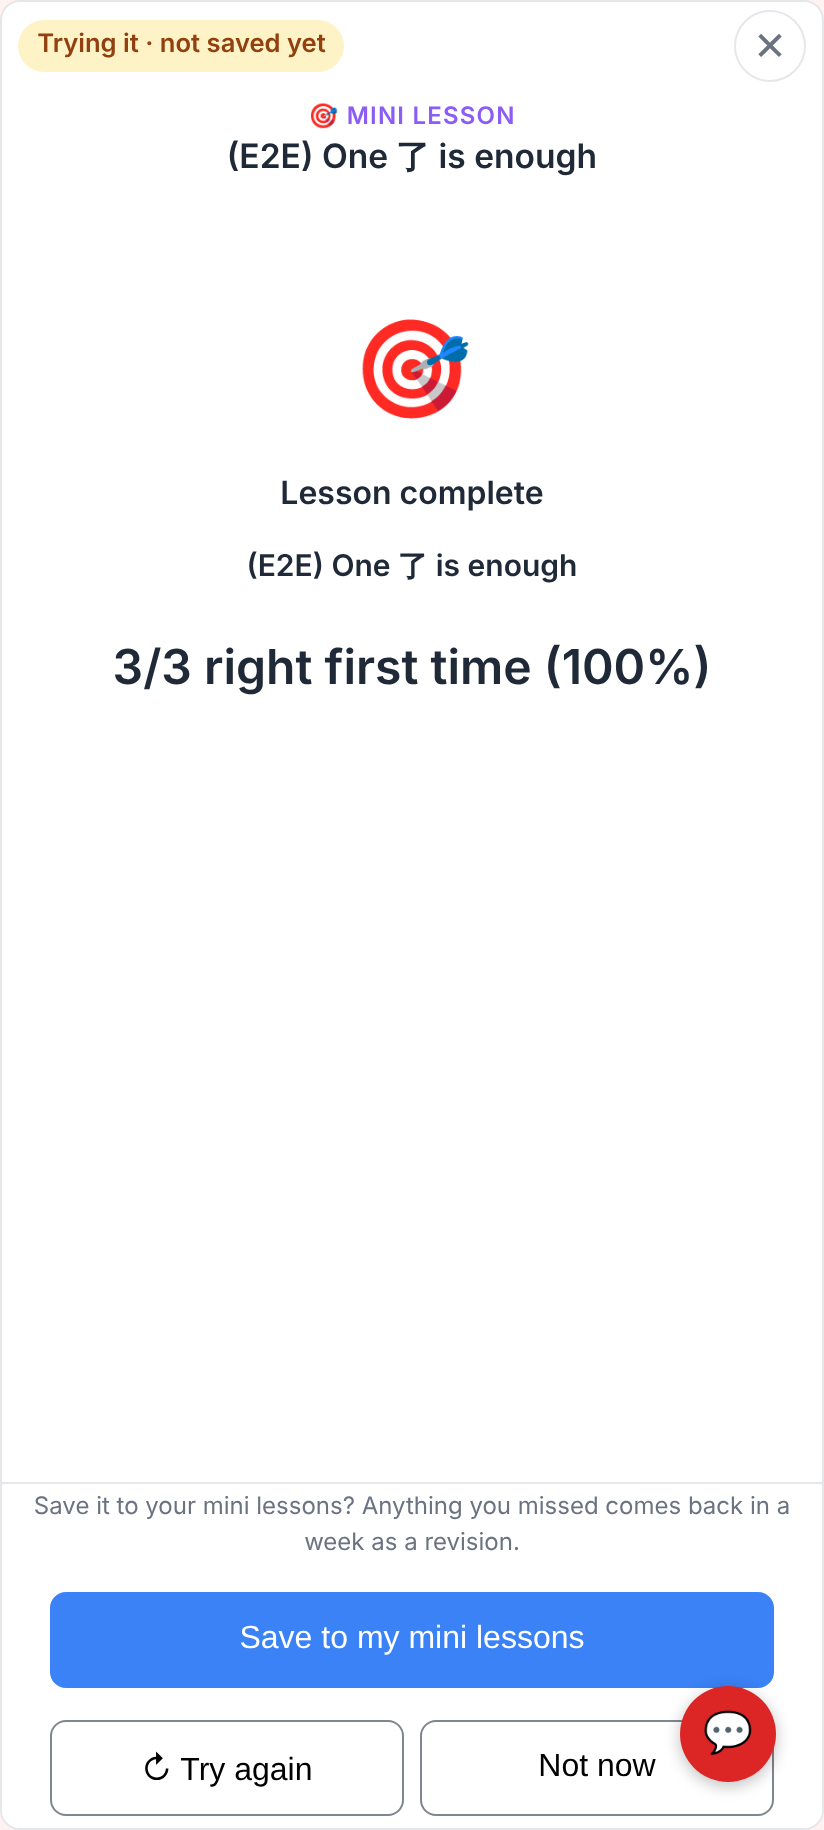 Trying it · not saved yet
MINI LESSON
(E2E) One 了 is enough
Lesson complete
(E2E) One 了 is enough
3/3 right first time (100%)
Save it to your mini lessons? Anything you missed comes back in a
week as a revision.
Save to my mini lessons
Try again
Not now